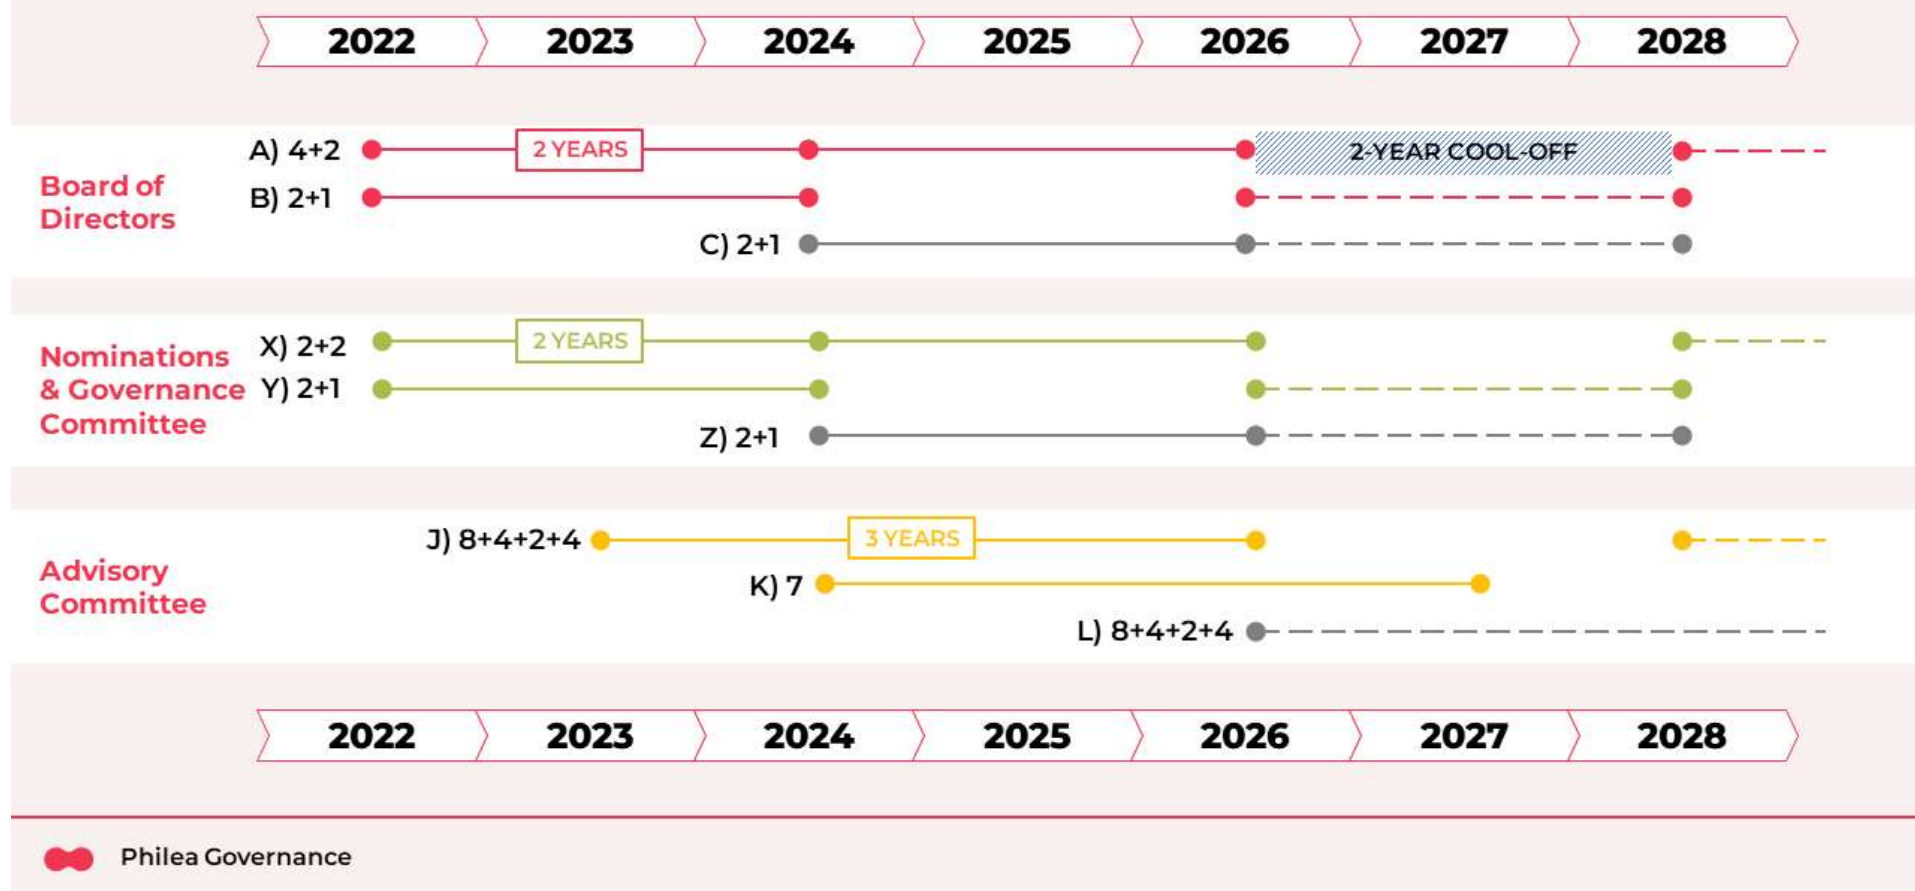 2022 2023 2024 2025 2026 2027 2028
Board of
Directors
A) 4+2 2 YEARS 2-YEAR COOL-OFF
B) 2+1
C) 2+1
Nominations
& Governance
Committee
X) 2+2 2 YEARS
Y) 2+1
Z) 2+1
Advisory
Committee
J) 8+4+2+4 3 YEARS
K) 7
L) 8+4+2+4
2022 2023 2024 2025 2026 2027 2028
Philea Governance